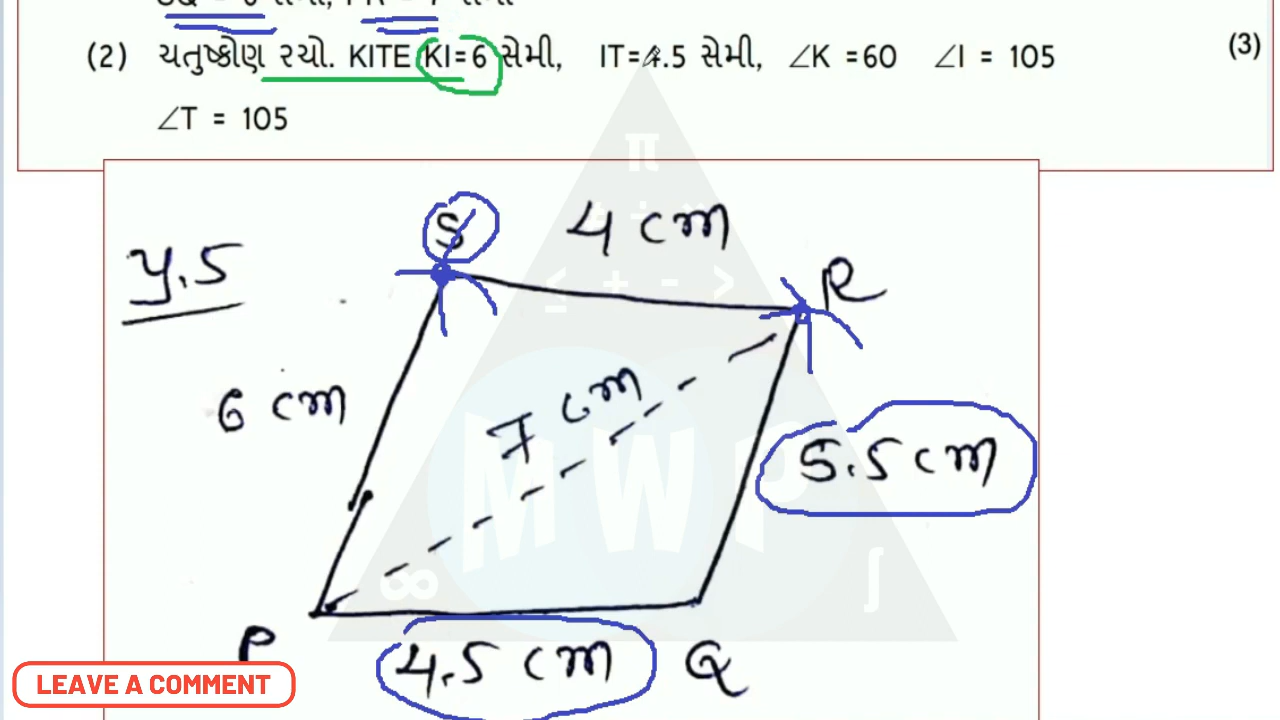 (2) ચતુષ્કોણ રચો. KITE KI=6 સેમી, IT=4.5 સેમી, ∠K =60 ∠I = 105 (3)
∠T = 105
પુ.5
S 4 cm R
6 cm
7 cm
5.5 cm
P 4.5 cm Q
π
≤ + - >
MWP
∞ ∫
LEAVE A COMMENT